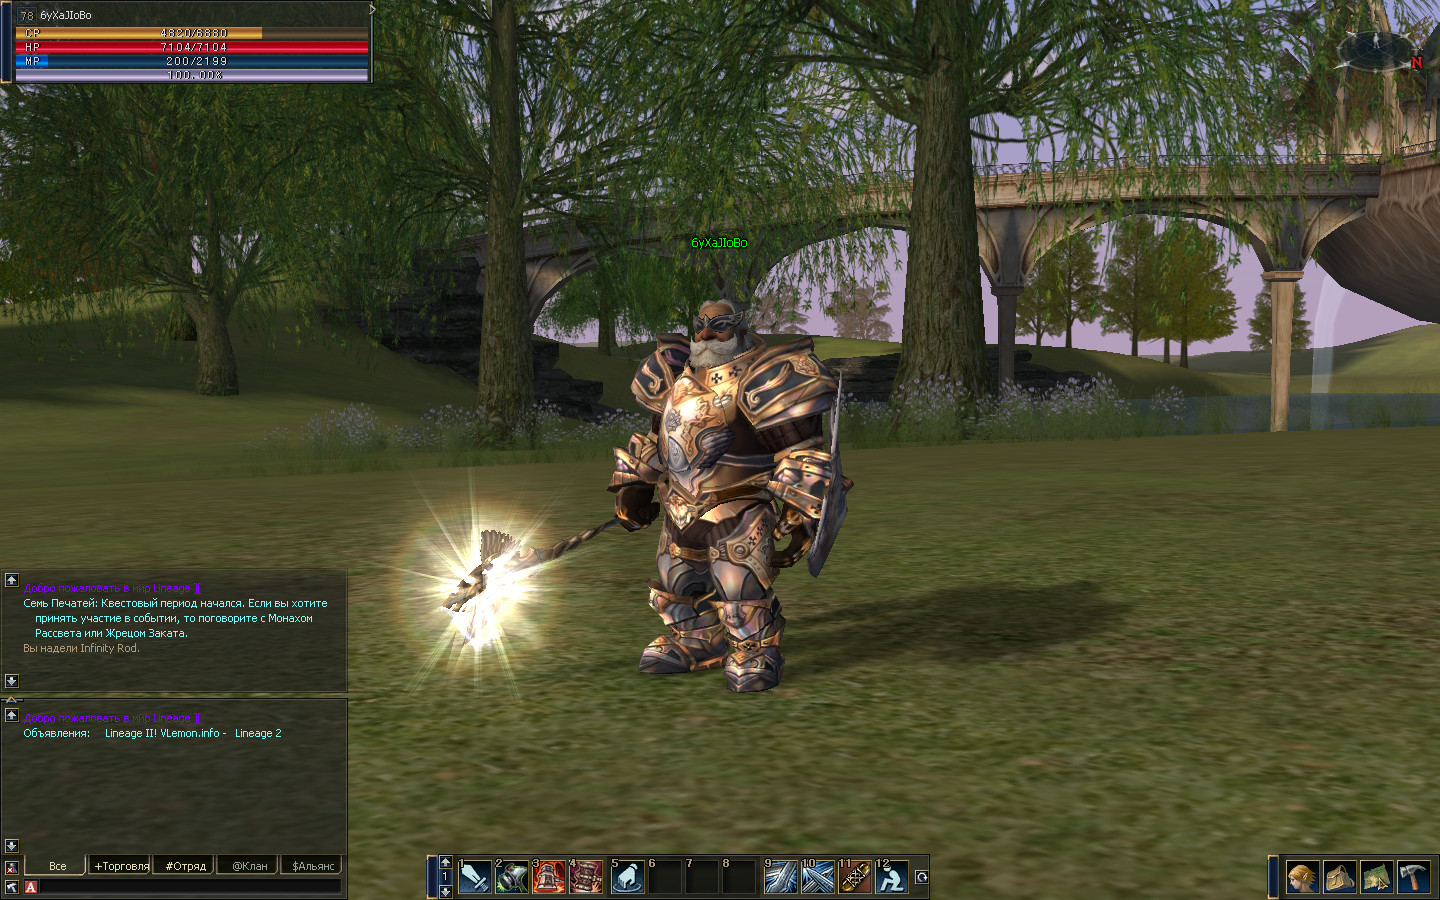 78 6yXaJIoBo
CP 4820/6880
HP 7104/7104
MP 200/2199
100.00%
N
6yXaJIoBo
Добро пожаловать в мир Lineage II
Семь Печатей: Квестовый период начался. Если вы хотите
принять участие в событии, то поговорите с Монахом
Рассвета или Жрецом Заката.
Вы надели Infinity Rod.
Добро пожаловать в мир Lineage II
Объявления: Lineage II! VLemon.info - Lineage 2
Все +Торговля #Отряд @Клан $Альянс
A
1
1 2 3 4 5 6 7 8 9 10 11 12